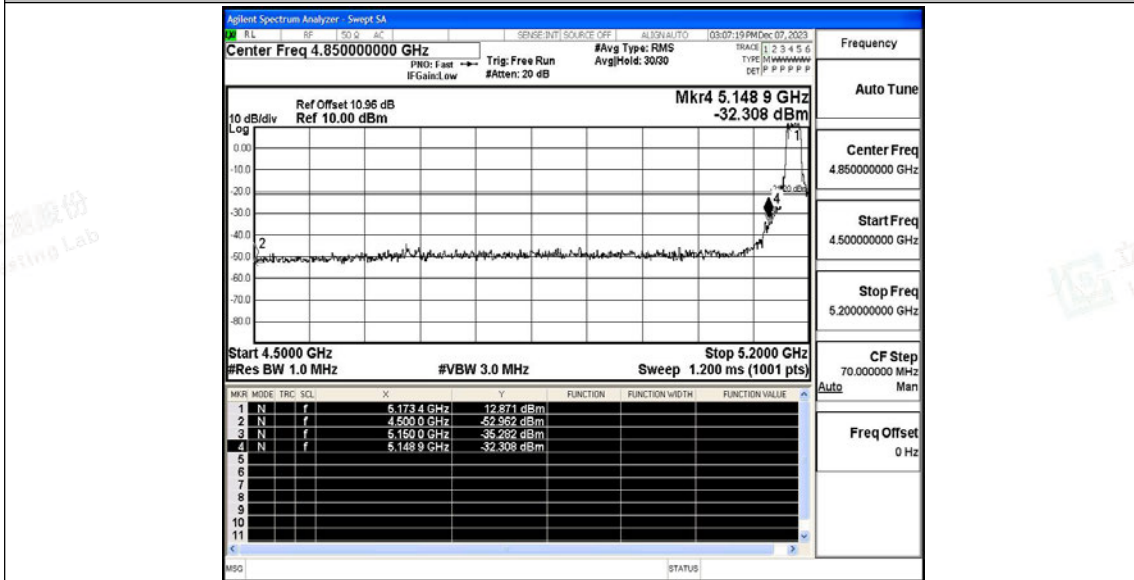 Agilent Spectrum Analyzer - Swept SA
RL RF 50 Ω AC SENSE:INT SOURCE OFF ALIGNAUTO 03:07:19 PM Dec 07, 2023
Center Freq 4.850000000 GHz
PNO: Fast
IFGain:Low
Trig: Free Run
#Atten: 20 dB
#Avg Type: RMS
Avg|Hold: 30/30
TRACE 1 2 3 4 5 6
TYPE M WWWWW
DET P P P P P P
Mkr4 5.148 9 GHz
-32.308 dBm
Ref Offset 10.96 dB
10 dB/div Ref 10.00 dBm
Log
0.00
-10.0
-20.0
-30.0
-40.0
-50.0
-60.0
-70.0
-80.0
1
2
4
Start 4.5000 GHz Stop 5.2000 GHz
#Res BW 1.0 MHz #VBW 3.0 MHz Sweep 1.200 ms (1001 pts)
MKR MODE TRC SCL X Y FUNCTION FUNCTION WIDTH FUNCTION VALUE
1 N f 5.173 4 GHz 12.871 dBm
2 N f 4.500 0 GHz -52.962 dBm
3 N f 5.150 0 GHz -35.282 dBm
4 N f 5.148 9 GHz -32.308 dBm
5
6
7
8
9
10
11
MSG STATUS
Frequency
Auto Tune
Center Freq
4.850000000 GHz
Start Freq
4.500000000 GHz
Stop Freq
5.200000000 GHz
CF Step
70.000000 MHz
Auto Man
Freq Offset
0 Hz
股份
sting Lab
立